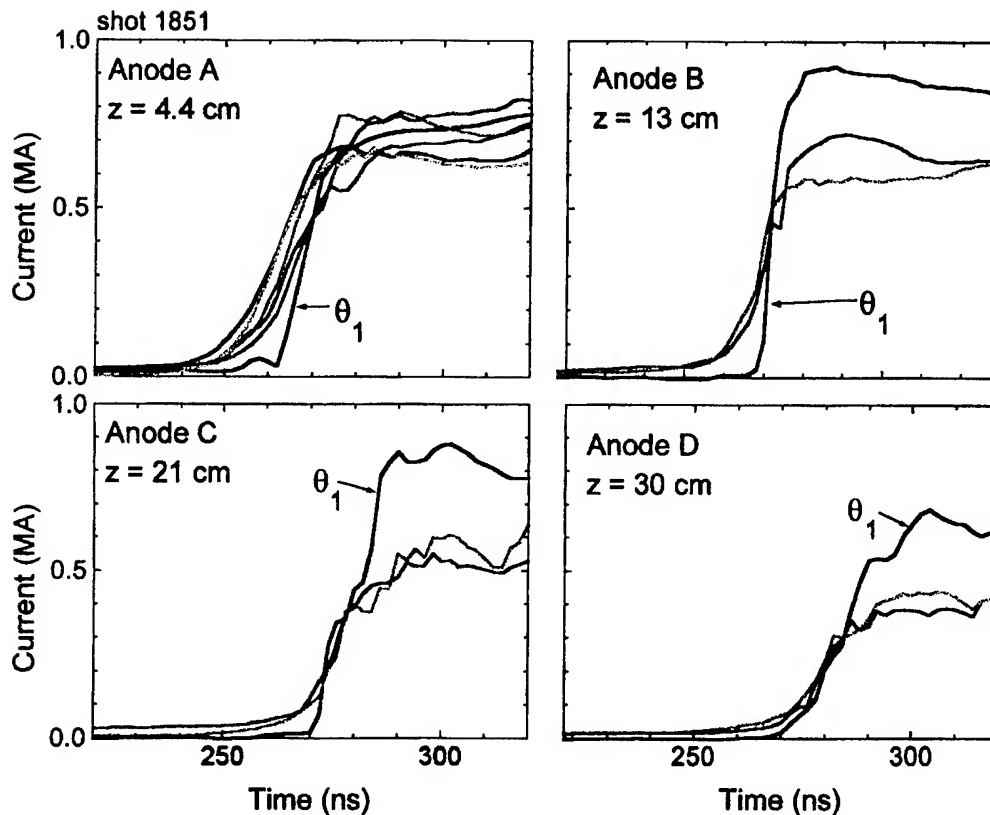 shot 1851
1.0
Anode A
z = 4.4 cm
Current (MA)
0.5
θ1
0.0
Anode B
z = 13 cm
θ1
1.0
Anode C
z = 21 cm
θ1
Current (MA)
0.5
0.0
250
300
Time (ns)
Anode D
z = 30 cm
θ1
250
300
Time (ns)